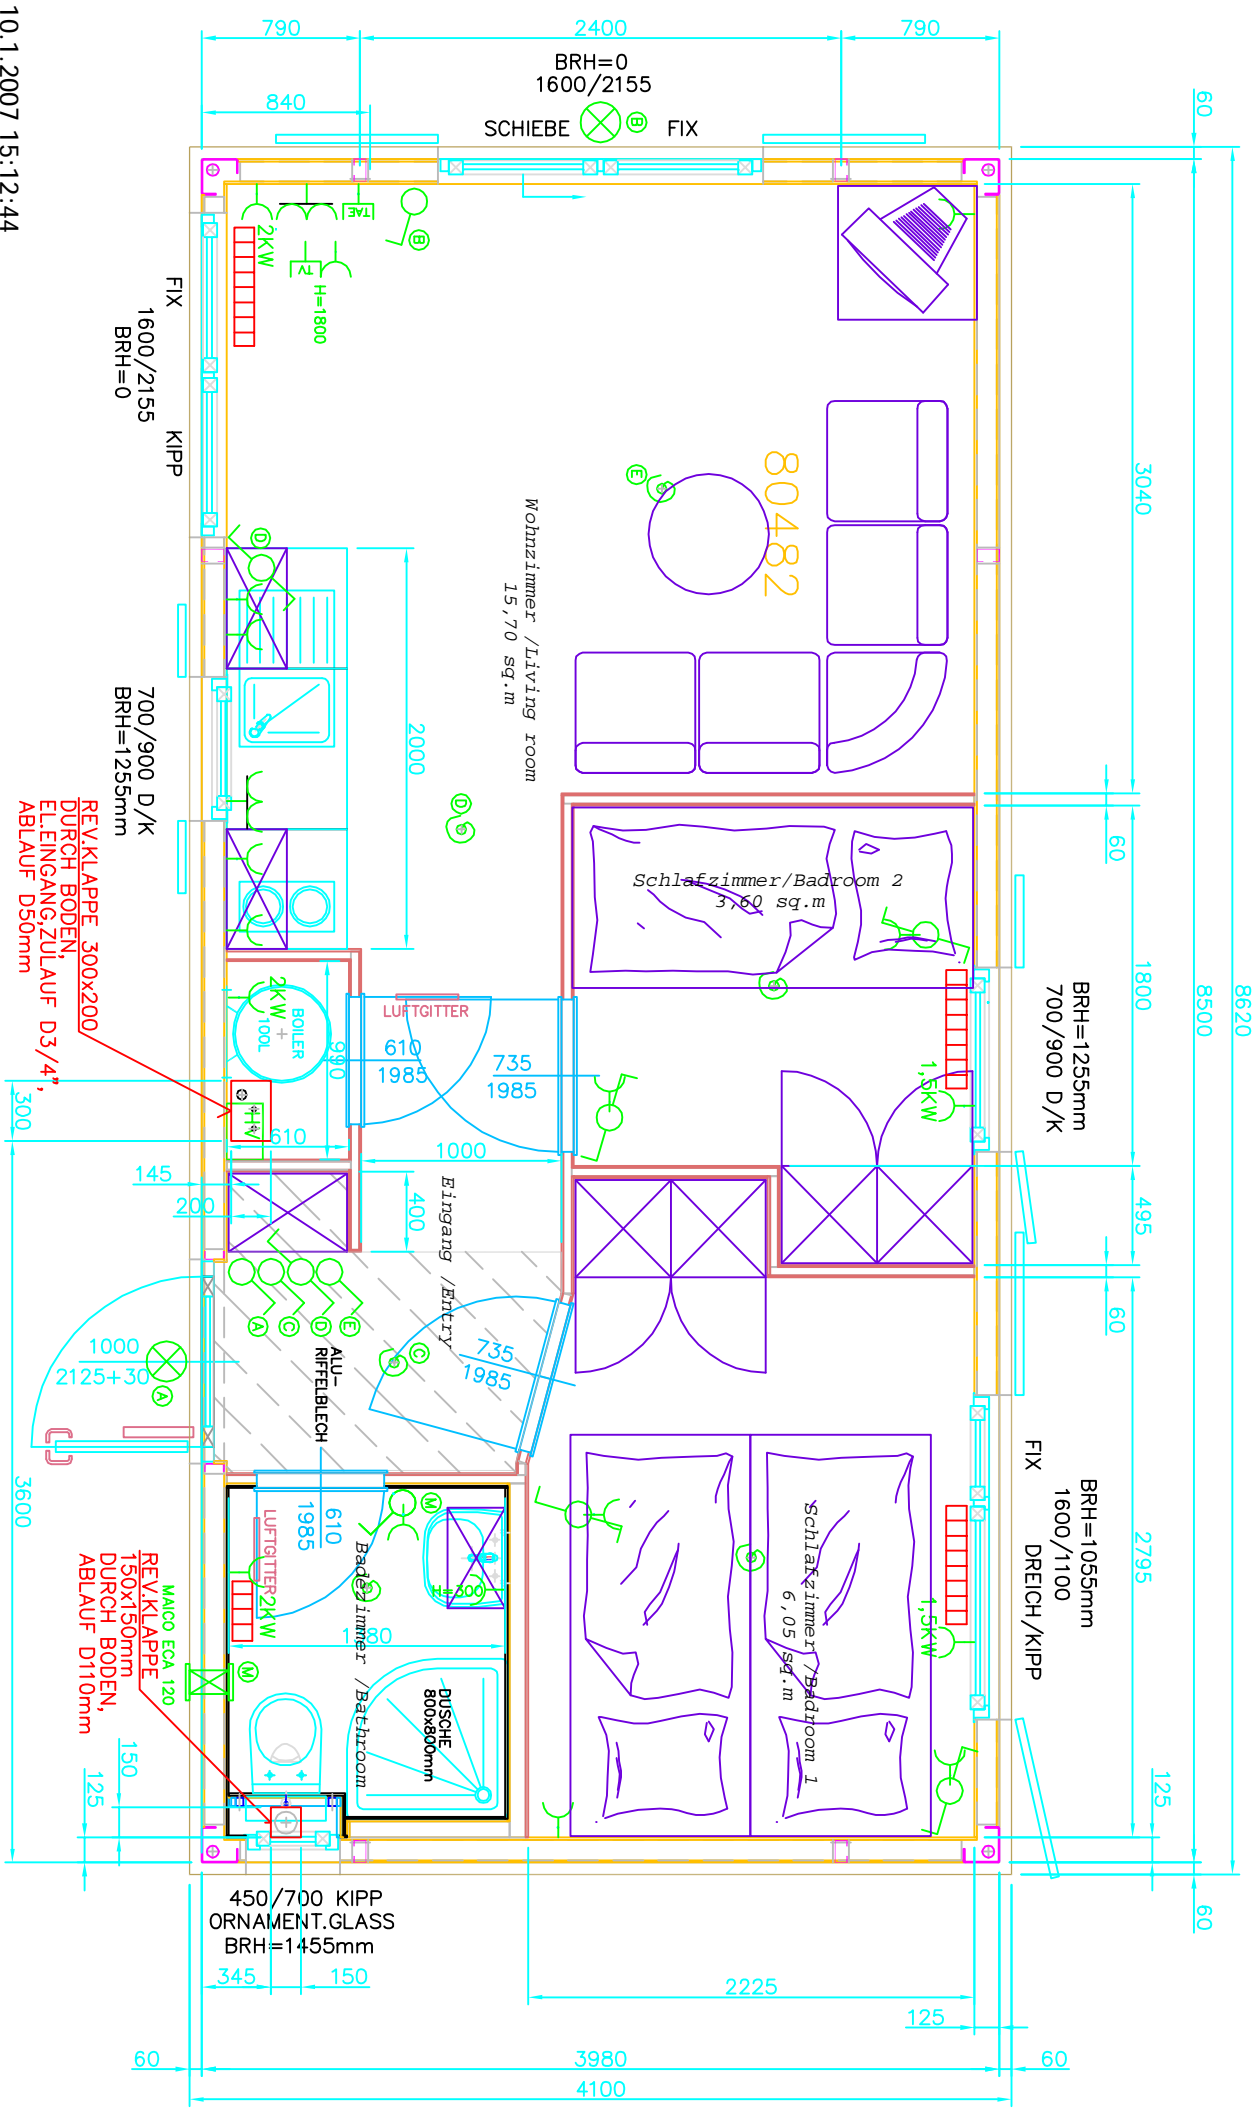 10.1.2007 15:12:44
790
2400
790
BRH=0
1600/2155
840
SCHIEBE
B
FIX
60
2KW
TAE
TV
H=1800
B
FIX
KIPP
1600/2155
BRH=0
3040
8620
8500
80482
E
Wohnzimmer /Living room
15,70 sq.m
D
2000
D
700/900 D/K
BRH=1255mm
60
Schlafzimmer/Badroom 2
3,60 sq.m
1800
BRH=1255mm
700/900 D/K
1,5KW
REV.KLAPPE 300x200
DURCH BODEN,
EL.EINGANG,ZULAUF D3/4",
ABLAUF D50mm
2KW
BOILER
100L
990
LUFTGITTER
610
1985
735
1985
HV
610
300
1000
145
200
400
495
60
Eingang /Entry
A
C
D
E
1000
2125+30
A
ALU-
RIFFELBLECH
C
735
1985
3600
610
1985
LUFTGITTER
2KW
M
H=300
Badezimmer /Bathroom
1180
DUSCHE
800x800mm
M
MAICO ECA 120
REV.KLAPPE
150x150mm
DURCH BODEN,
ABLAUF D110mm
Schlafzimmer /Badroom 1
6,05 sq.m
1,5KW
BRH=1055mm
1600/1100
FIX
DREICH/KIPP
2795
125
150
125
60
450/700 KIPP
ORNAMENT.GLASS
BRH=1455mm
345
150
2225
125
60
3980
60
4100